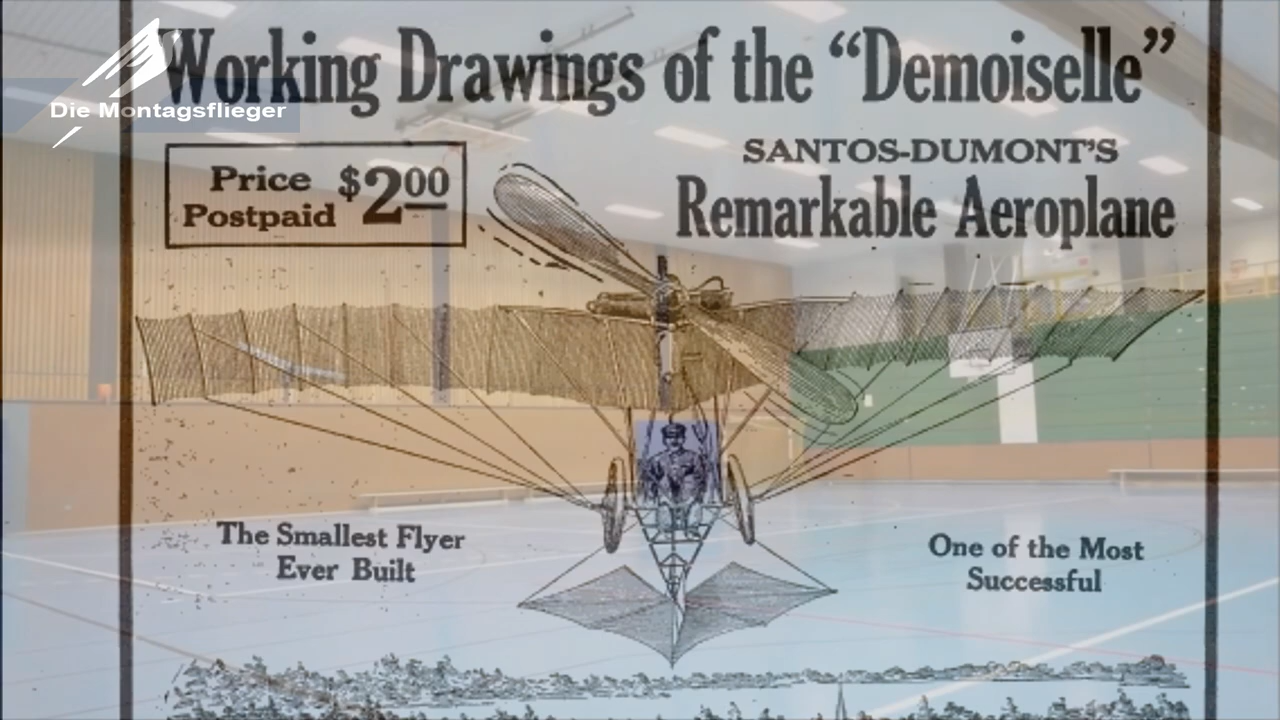 Working Drawings of the “Demoiselle”
Die Montagsflieger
Price
Postpaid $2.00
SANTOS-DUMONT'S
Remarkable Aeroplane
The Smallest Flyer
Ever Built
One of the Most
Successful